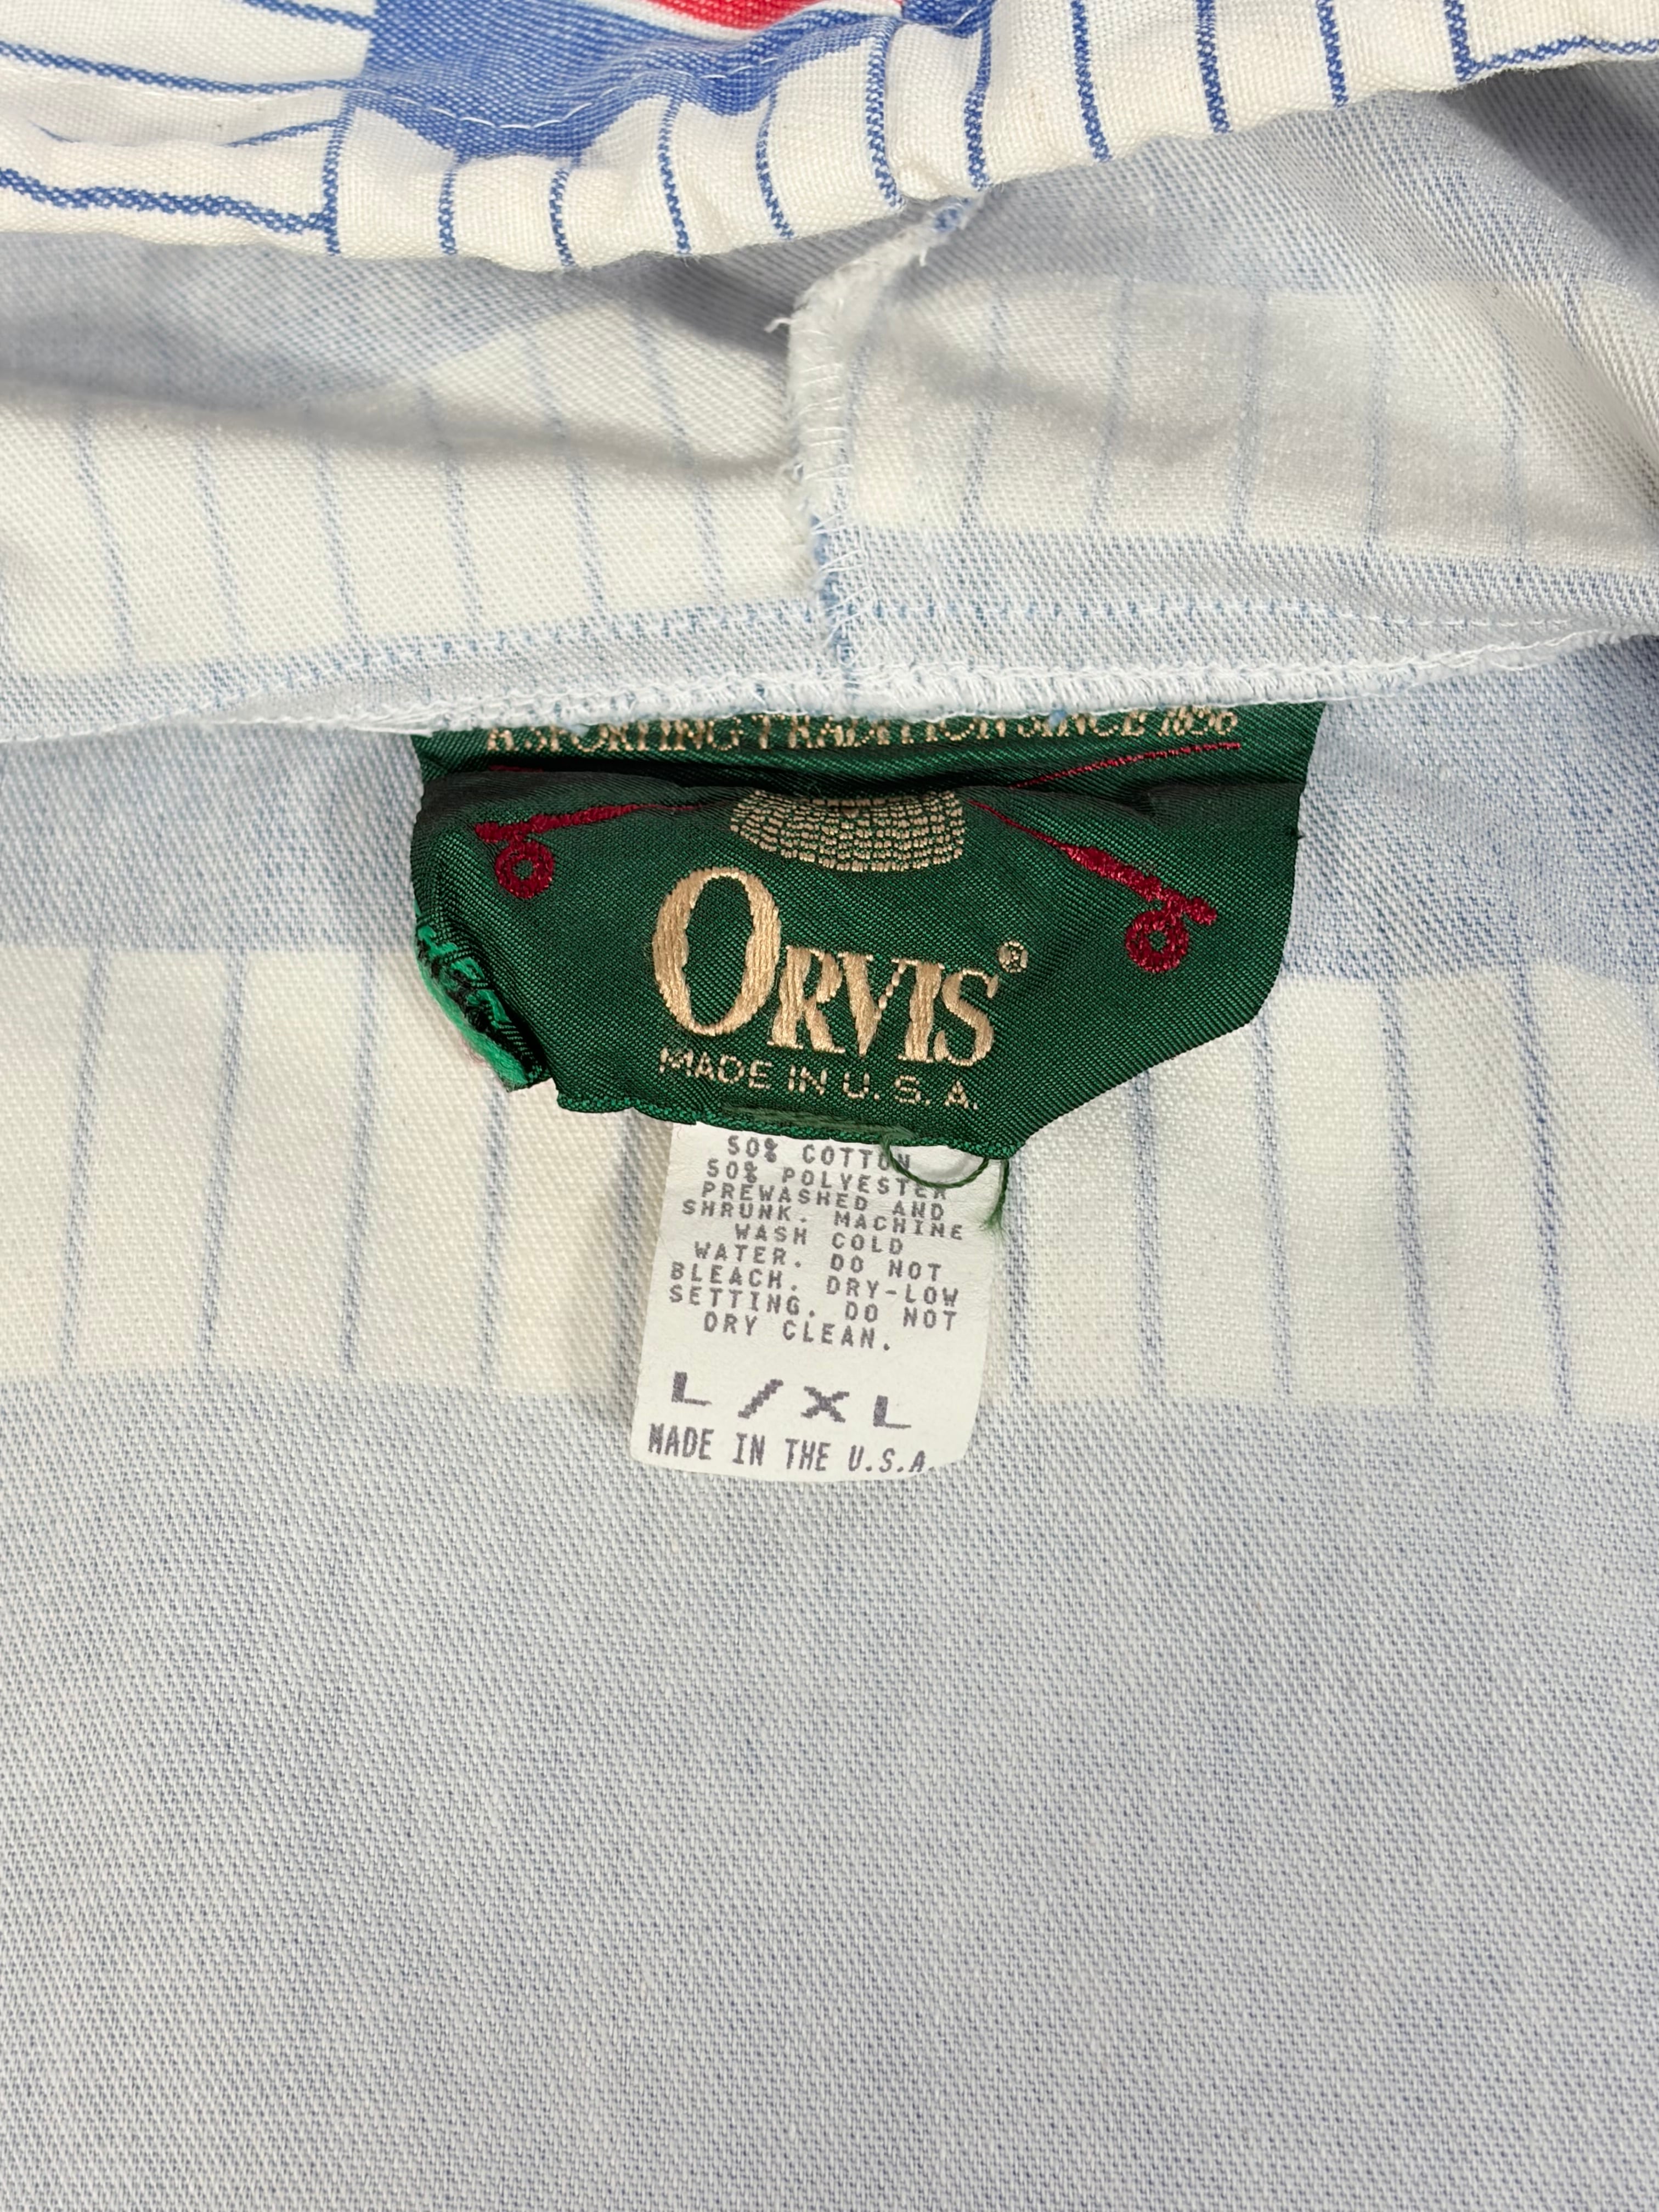 A SPORTING TRADITION SINCE 1856
ORVIS®
MADE IN U.S.A.
50% COTTON
50% POLYESTER
PREWASHED AND
SHRUNK. MACHINE
WASH COLD
WATER. DO NOT
BLEACH. DRY-LOW
SETTING. DO NOT
DRY CLEAN.
L/XL
MADE IN THE U.S.A.